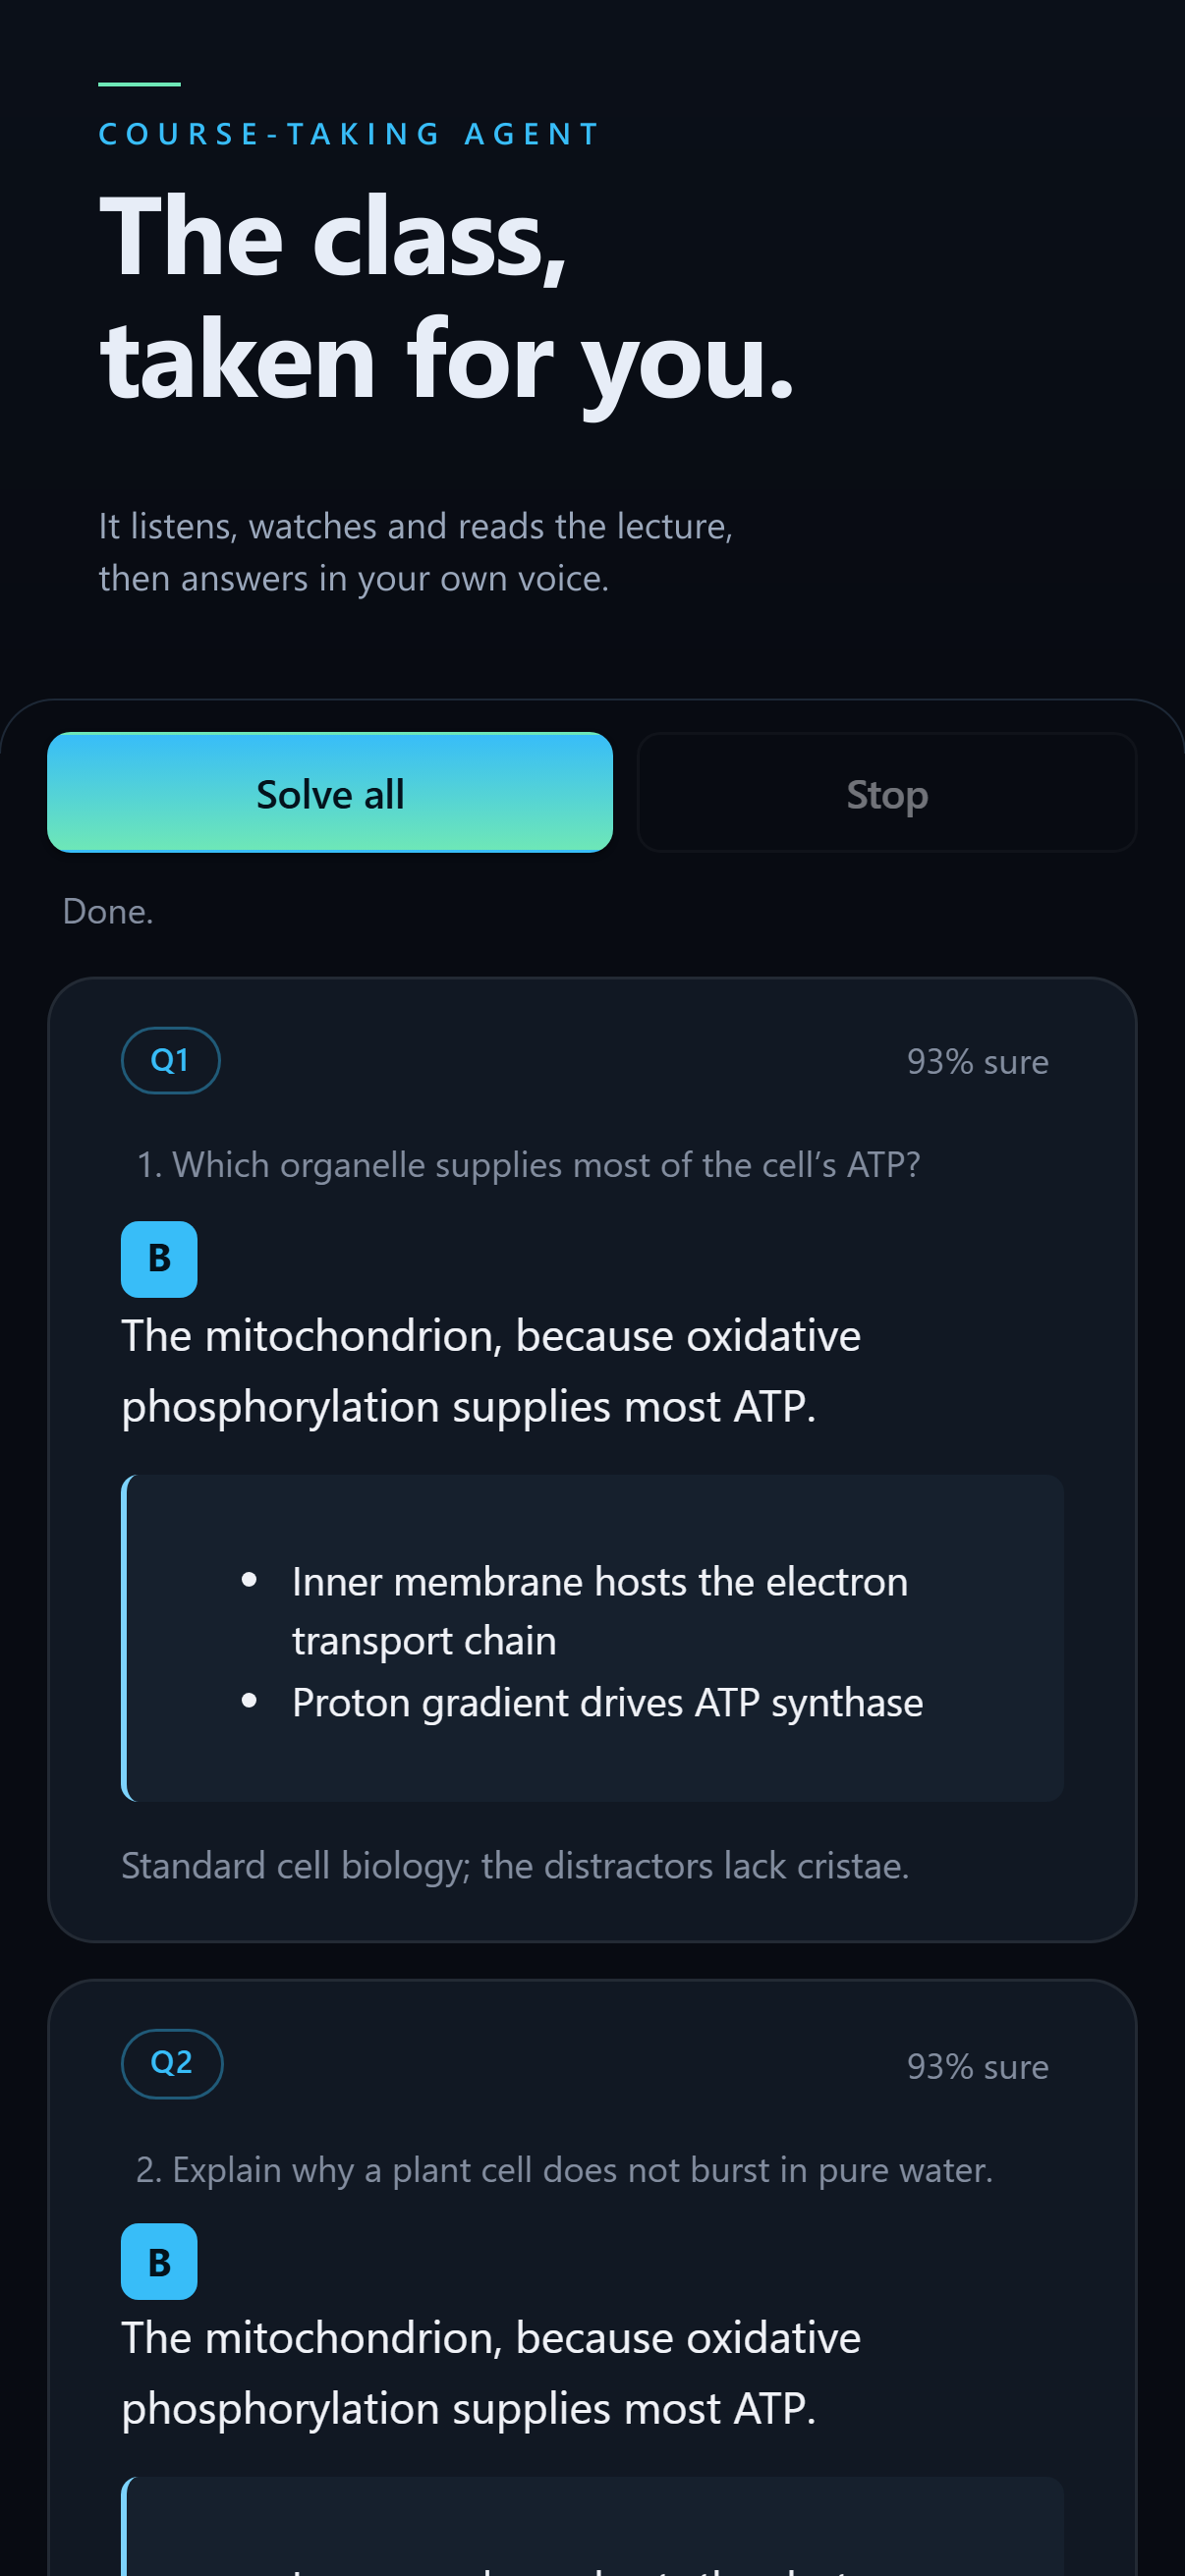 COURSE-TAKING AGENT
The class,
taken for you.
It listens, watches and reads the lecture,
then answers in your own voice.
Solve all
Stop
Done.
Q1
93% sure
1. Which organelle supplies most of the cell’s ATP?
B
The mitochondrion, because oxidative
phosphorylation supplies most ATP.
• Inner membrane hosts the electron
transport chain
• Proton gradient drives ATP synthase
Standard cell biology; the distractors lack cristae.
Q2
93% sure
2. Explain why a plant cell does not burst in pure water.
B
The mitochondrion, because oxidative
phosphorylation supplies most ATP.